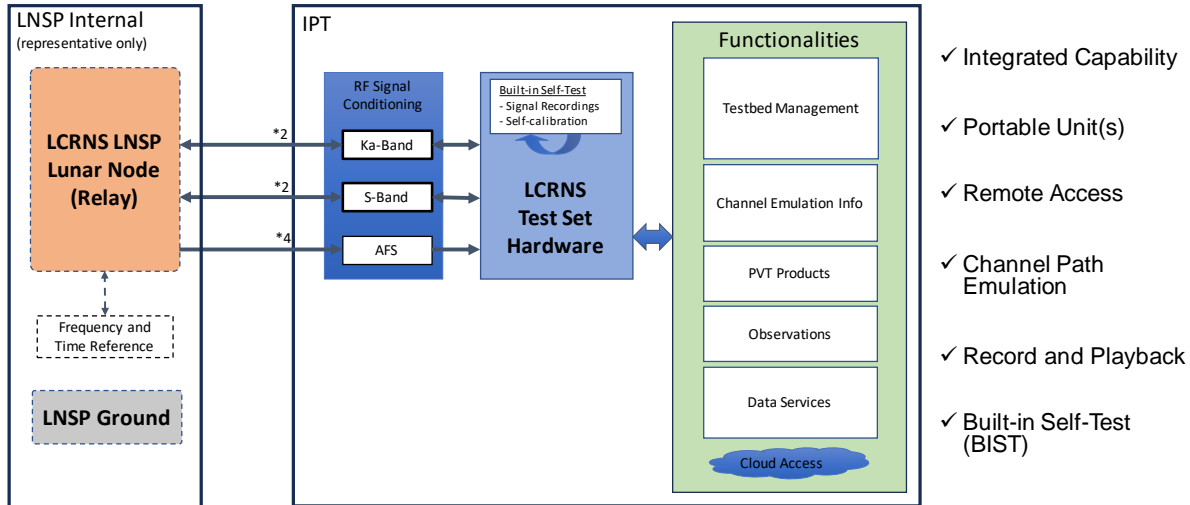 LNSP Internal
(representative only)
LCRNS LNSP
Lunar Node
(Relay)
Frequency and
Time Reference
LNSP Ground
*2
*2
*4
IPT
RF Signal
Conditioning
Ka-Band
S-Band
AFS
Built-in Self-Test
- Signal Recordings
- Self-calibration
LCRNS
Test Set
Hardware
Functionalities
Testbed Management
Channel Emulation Info
PVT Products
Observations
Data Services
Cloud Access
✓ Integrated Capability
✓ Portable Unit(s)
✓ Remote Access
✓ Channel Path
Emulation
✓ Record and Playback
✓ Built-in Self-Test
(BIST)